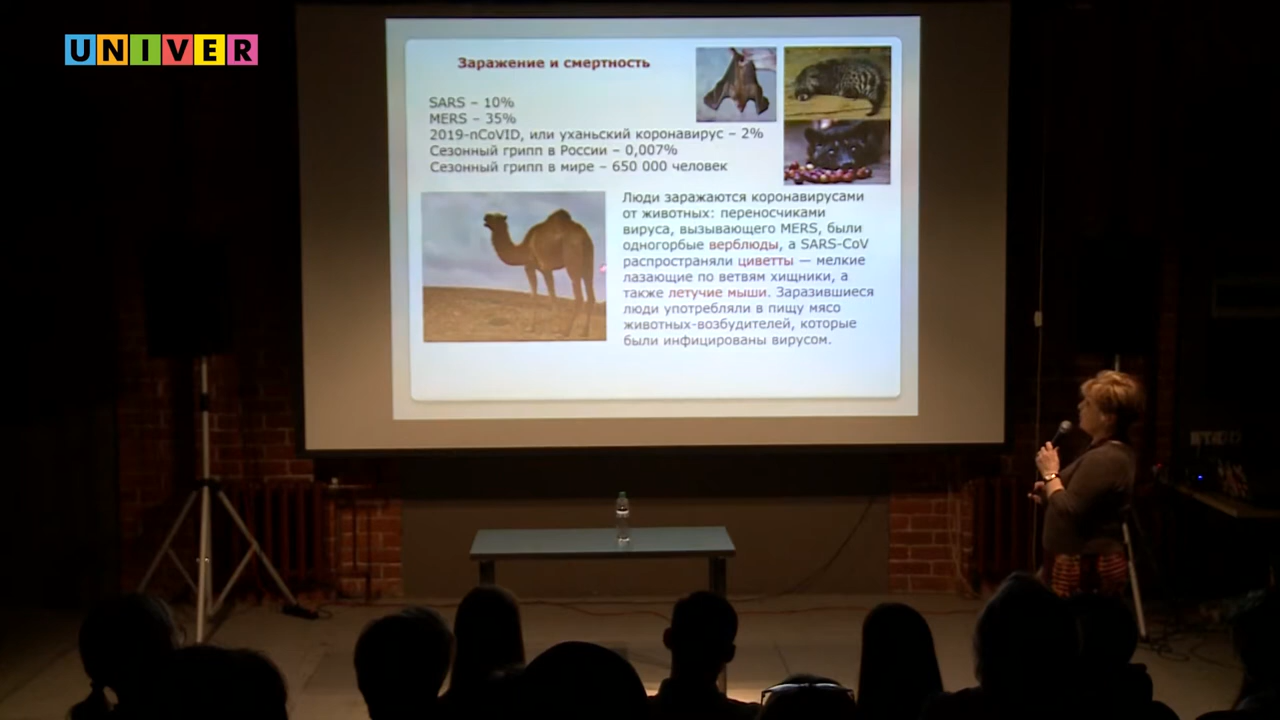 UNIVER
Заражение и смертность
SARS – 10%
MERS – 35%
2019-nCoVID, или уханьский коронавирус – 2%
Сезонный грипп в России – 0,007%
Сезонный грипп в мире – 650 000 человек
Люди заражаются коронавирусами
от животных: переносчиками
вируса, вызывающего MERS, были
одногорбые верблюды, а SARS-CoV
распространяли циветты — мелкие
лазающие по ветвям хищники, а
также летучие мыши. Заразившиеся
люди употребляли в пищу мясо
животных-возбудителей, которые
были инфицированы вирусом.